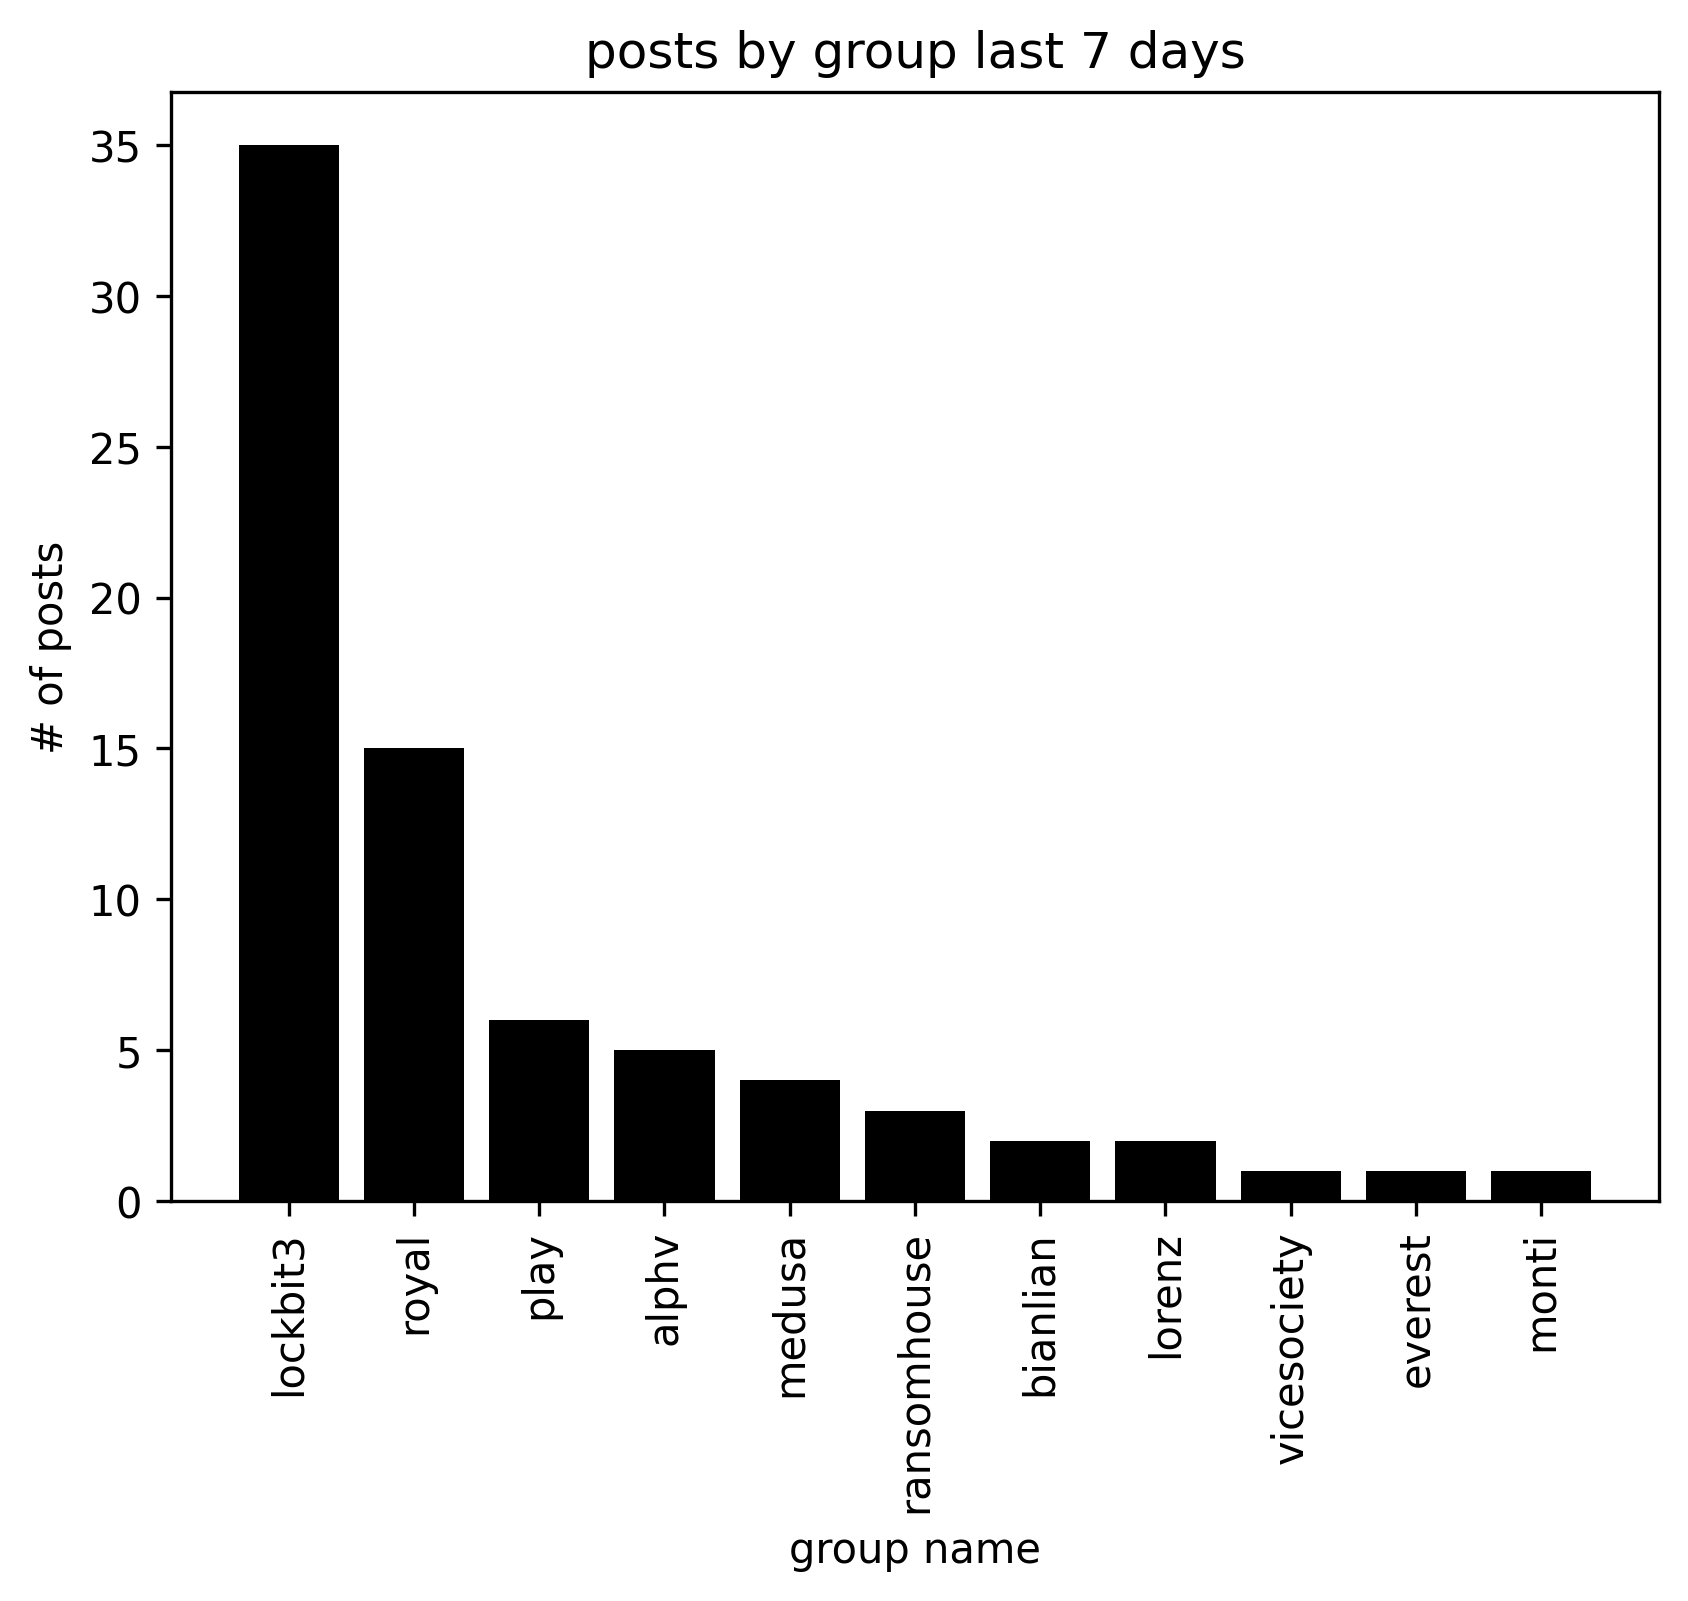 posts by group last 7 days
# of posts
35
30
25
20
15
10
5
0
lockbit3
royal
play
alphv
medusa
ransomhouse
bianlian
lorenz
vicesociety
everest
monti
group name